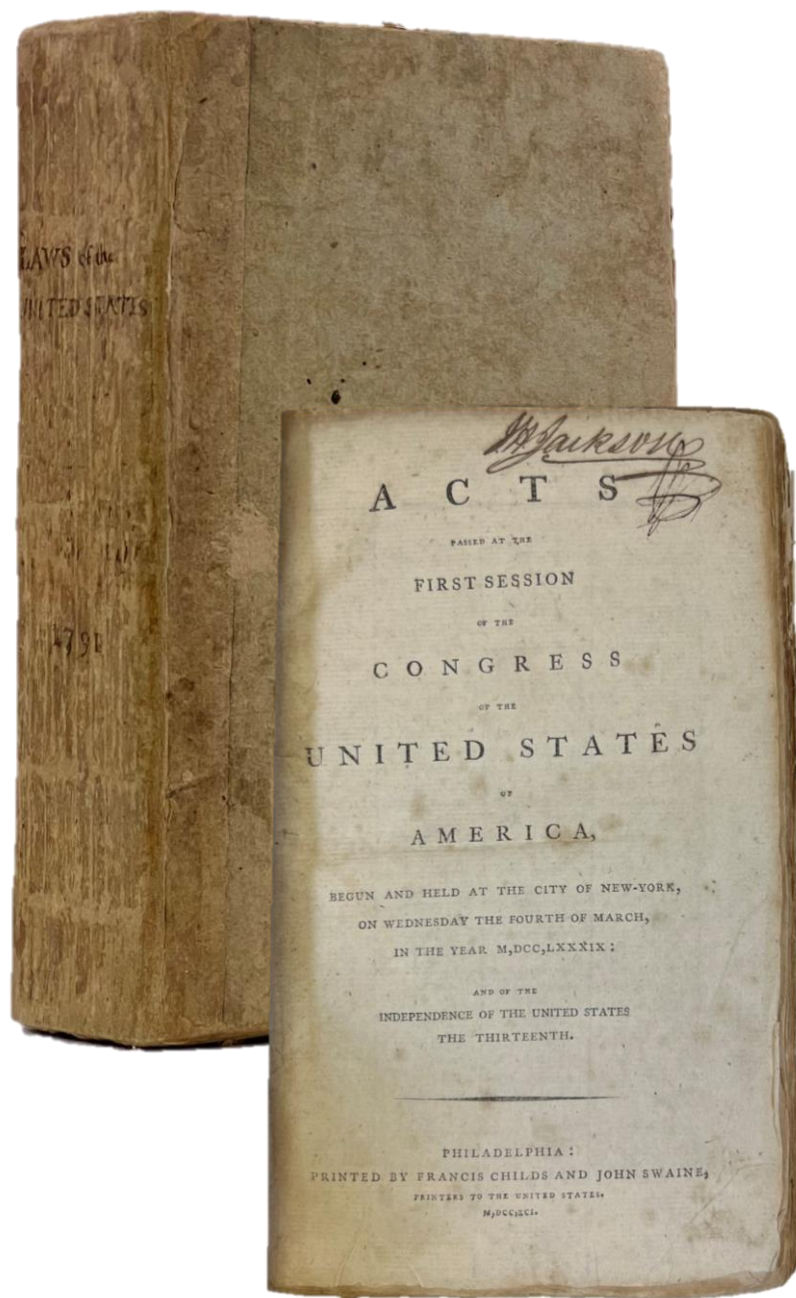 LAWS of the
UNITED STATES
1791
Jackson
ACTS
PASSED AT THE
FIRST SESSION
OF THE
CONGRESS
OF THE
UNITED STATES
OF
AMERICA,
BEGUN AND HELD AT THE CITY OF NEW-YORK,
ON WEDNESDAY THE FOURTH OF MARCH,
IN THE YEAR M,DCC,LXXXIX:
AND OF THE
INDEPENDENCE OF THE UNITED STATES
THE THIRTEENTH.
PHILADELPHIA:
PRINTED BY FRANCIS CHILDS AND JOHN SWAINE,
PRINTERS TO THE UNITED STATES.
M,DCC,XCI.